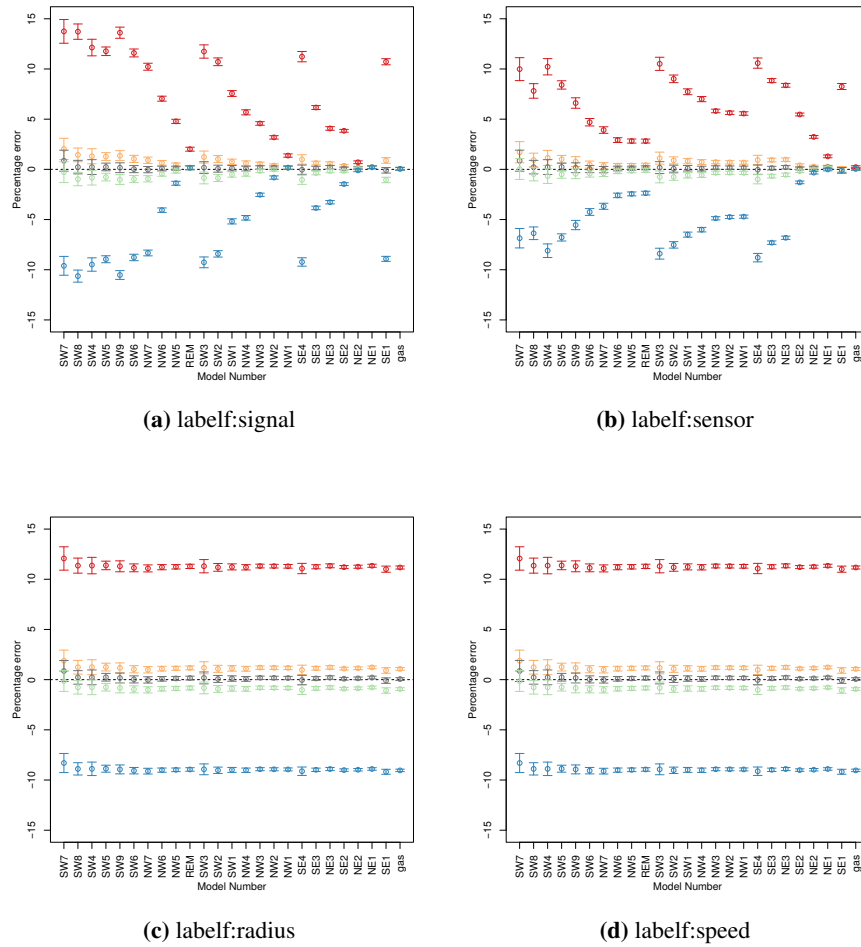 15
10
5
0
−5
−10
−15
Percentage error
SW7 SW8 SW4 SW5 SW9 SW6 NW7 NW6 NW5 REM SW3 SW2 SW1 NW4 NW3 NW2 NW1 SE4 SE3 NE3 SE2 NE2 NE1 SE1 gas
Model Number
(a) labelf:signal
15
10
5
0
−5
−10
−15
Percentage error
SW7 SW8 SW4 SW5 SW9 SW6 NW7 NW6 NW5 REM SW3 SW2 SW1 NW4 NW3 NW2 NW1 SE4 SE3 NE3 SE2 NE2 NE1 SE1 gas
Model Number
(b) labelf:sensor
15
10
5
0
−5
−10
−15
Percentage error
SW7 SW8 SW4 SW5 SW9 SW6 NW7 NW6 NW5 REM SW3 SW2 SW1 NW4 NW3 NW2 NW1 SE4 SE3 NE3 SE2 NE2 NE1 SE1 gas
Model Number
(c) labelf:radius
15
10
5
0
−5
−10
−15
Percentage error
SW7 SW8 SW4 SW5 SW9 SW6 NW7 NW6 NW5 REM SW3 SW2 SW1 NW4 NW3 NW2 NW1 SE4 SE3 NE3 SE2 NE2 NE1 SE1 gas
Model Number
(d) labelf:speed